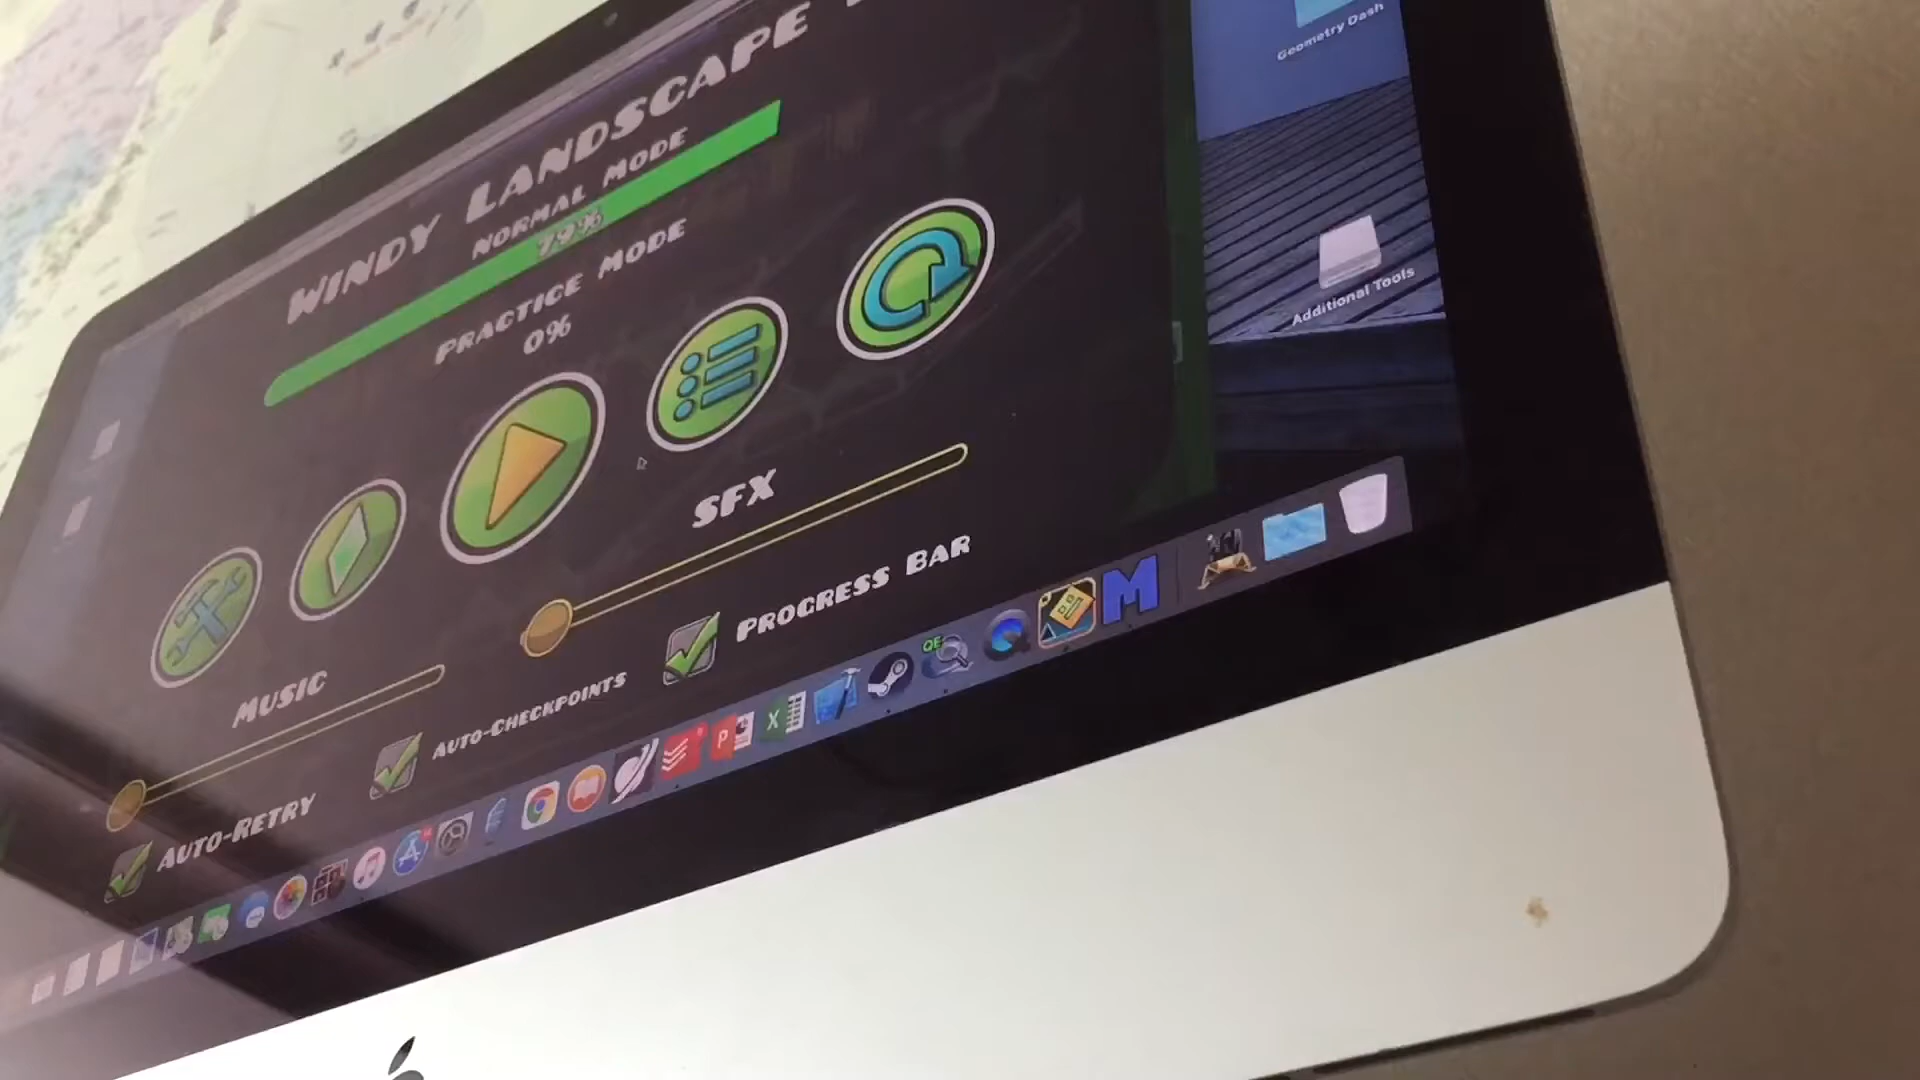 WINDY LANDSCAPE
NORMAL MODE
79%
PRACTICE MODE
0%
MUSIC
SFX
AUTO-RETRY
AUTO-CHECKPOINTS
PROGRESS BAR
Geometry Dash
Additional Tools
QE
P
X
M